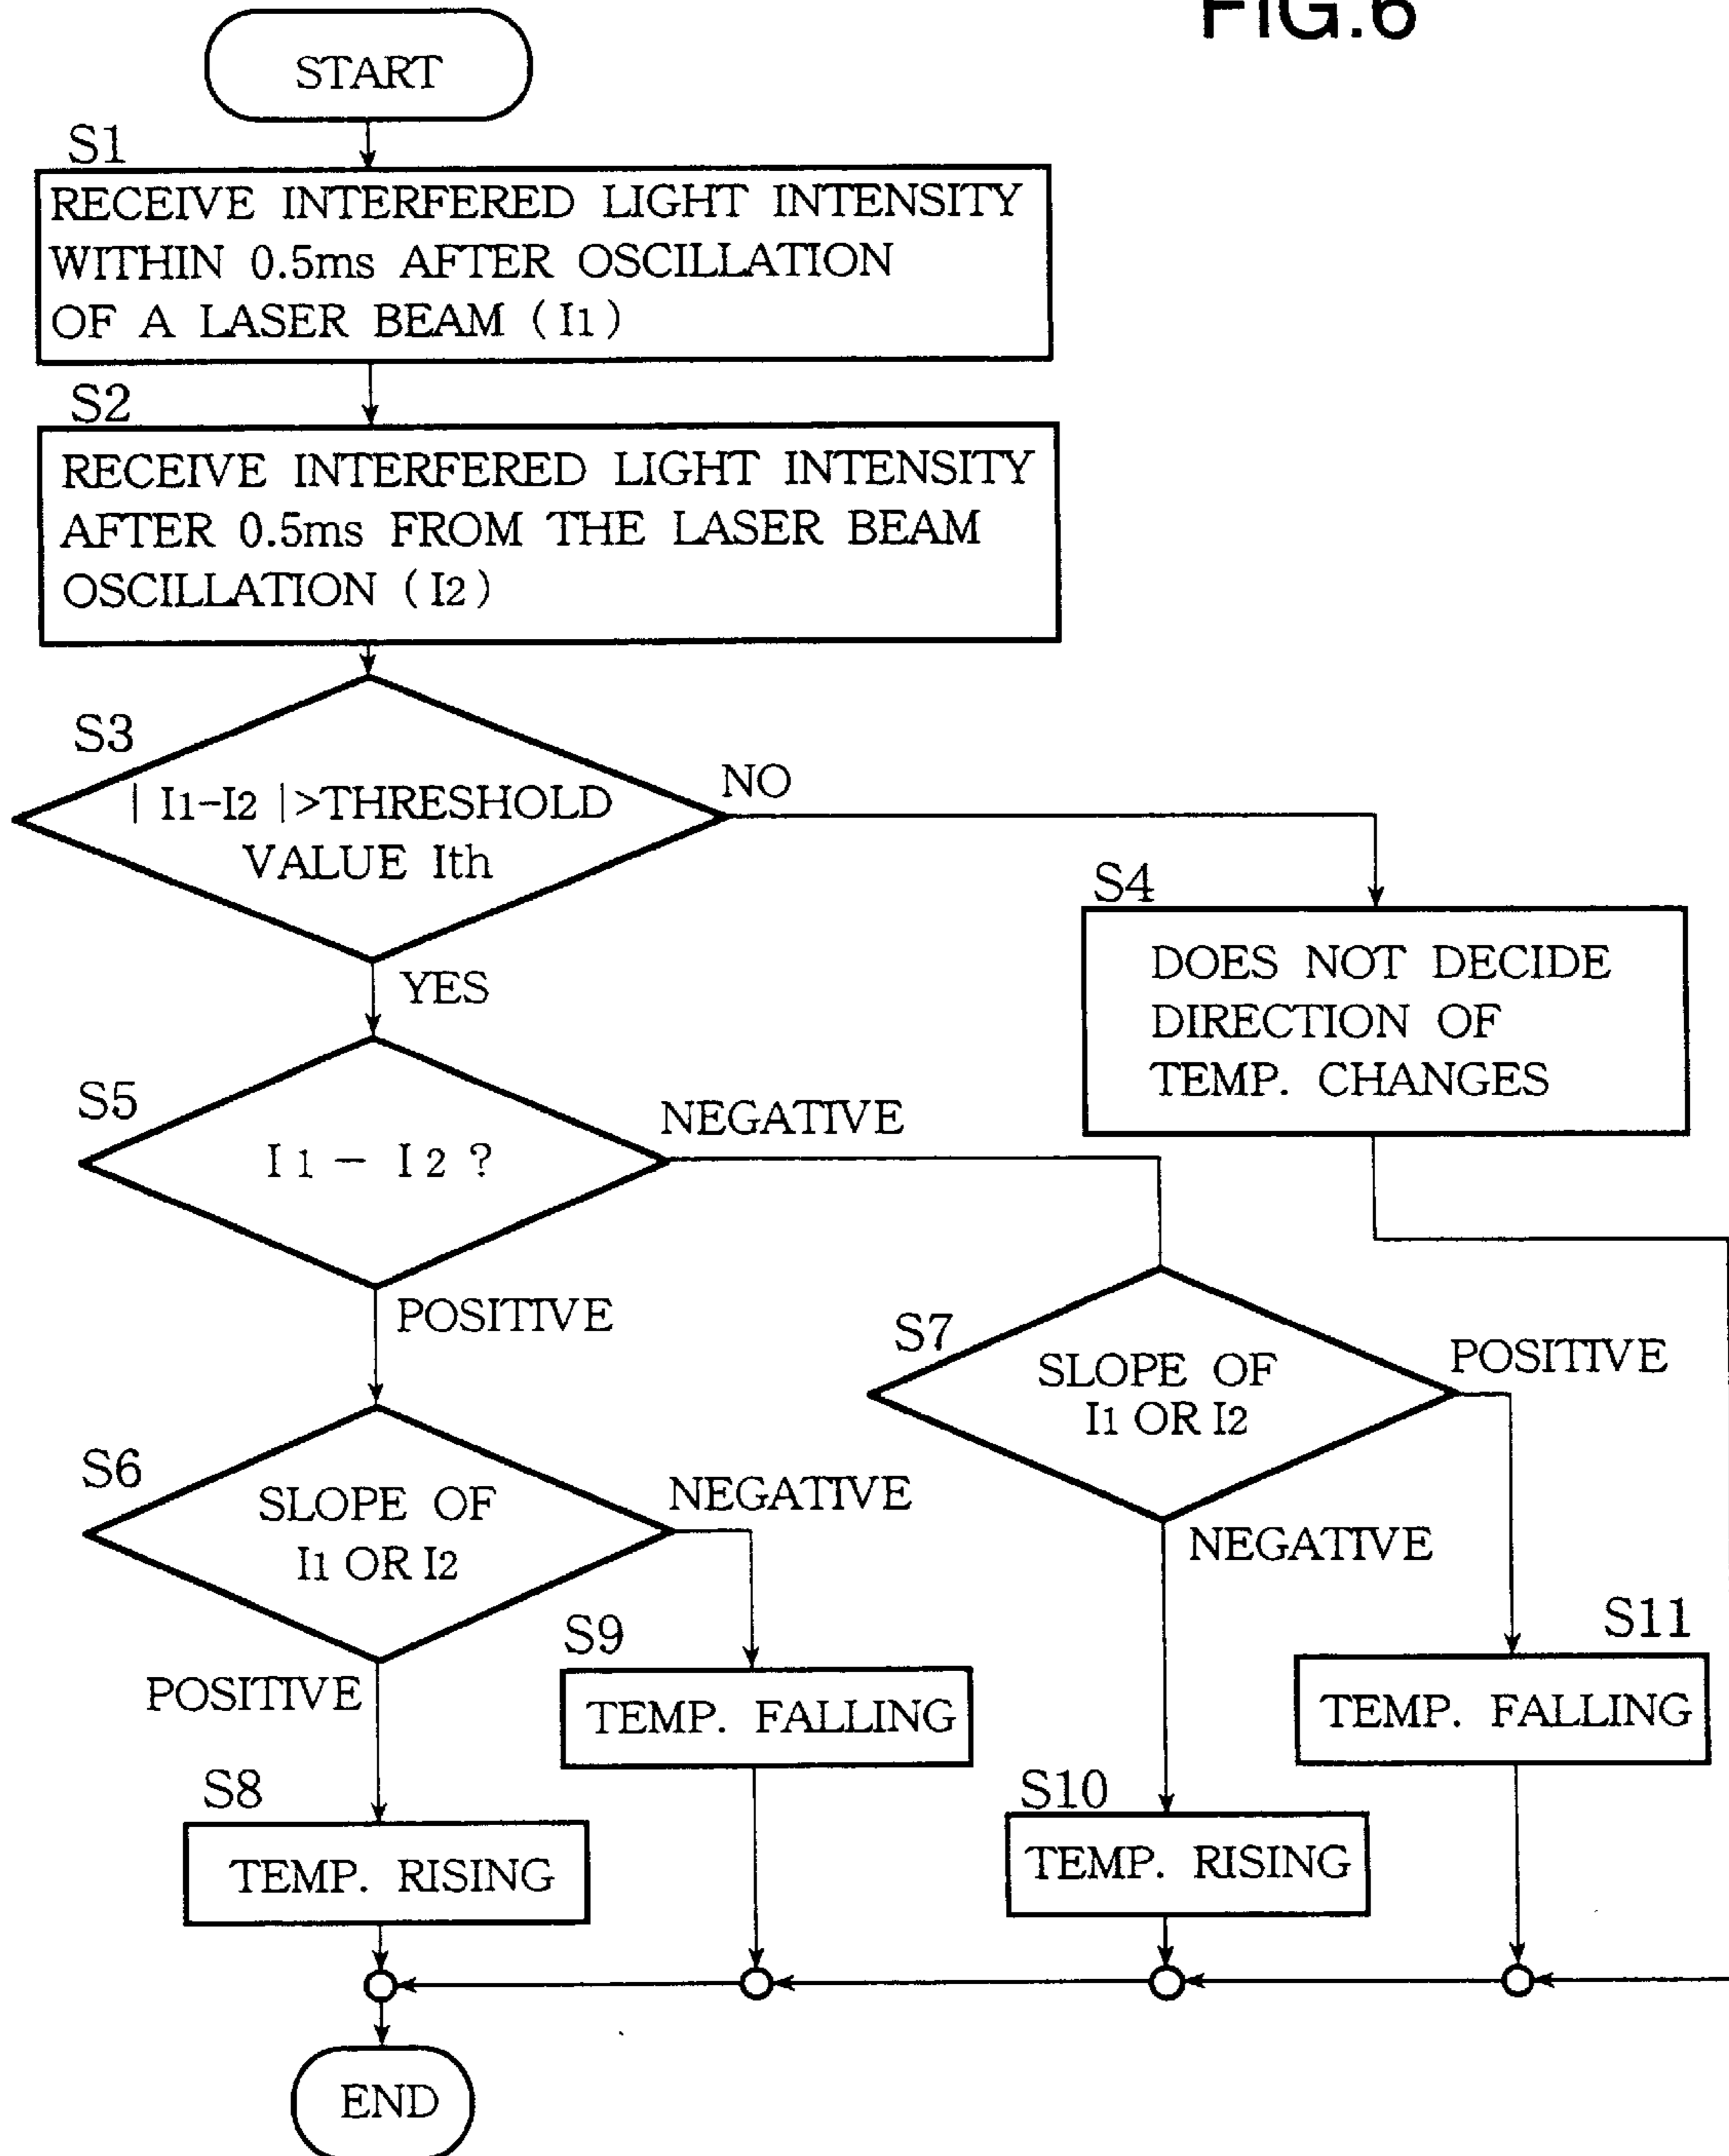 FIG.6
START
S1
RECEIVE INTERFERED LIGHT INTENSITY
WITHIN 0.5ms AFTER OSCILLATION
OF A LASER BEAM (I1)
S2
RECEIVE INTERFERED LIGHT INTENSITY
AFTER 0.5ms FROM THE LASER BEAM
OSCILLATION (I2)
S3
| I1-I2 |>THRESHOLD
VALUE Ith
NO
YES
S4
DOES NOT DECIDE
DIRECTION OF
TEMP. CHANGES
S5
I1 - I2 ?
NEGATIVE
POSITIVE
S7
SLOPE OF
I1 OR I2
POSITIVE
NEGATIVE
S6
SLOPE OF
I1 OR I2
NEGATIVE
POSITIVE
S9
TEMP. FALLING
S11
TEMP. FALLING
S8
TEMP. RISING
S10
TEMP. RISING
END